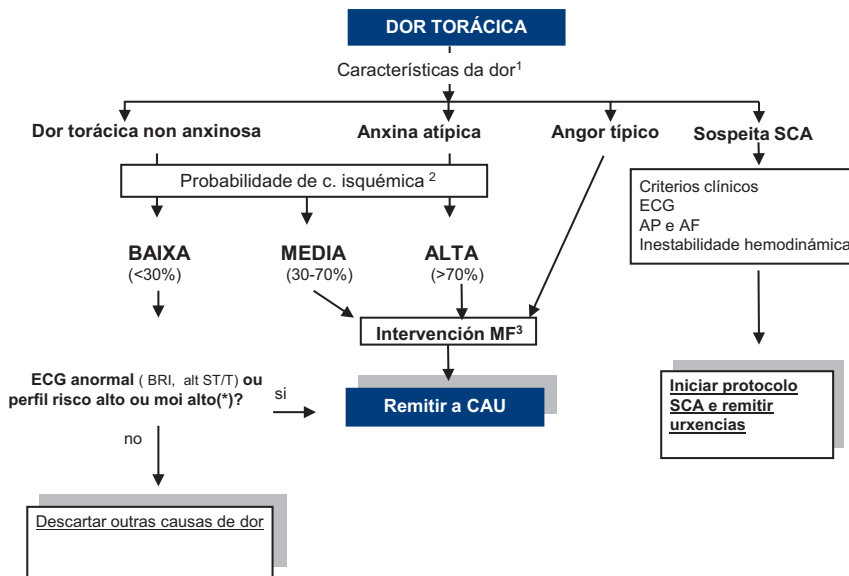 DOR TORÁCICA
Características da dor1
Dor torácica non anxinosa
Anxina atípica
Angor típico
Sospeita SCA
Probabilidade de c. isquémica 2
Criterios clínicos
ECG
AP e AF
Inestabilidade hemodinámica
BAIXA
(<30%)
MEDIA
(30-70%)
ALTA
(>70%)
Intervención MF3
ECG anormal ( BRI, alt ST/T) ou
perfil risco alto ou moi alto(*)?
si
Remitir a CAU
Iniciar protocolo
SCA e remitir
urxencias
no
Descartar outras causas de dor